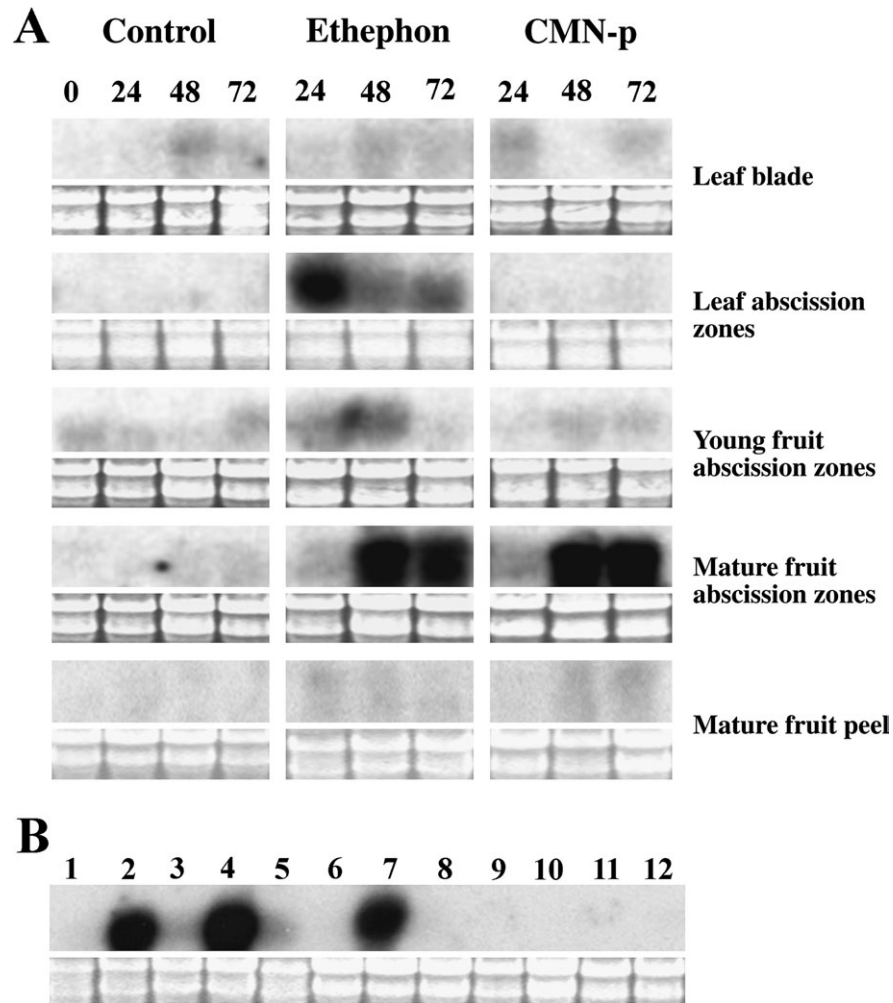 A
Control Ethephon CMN-p
0 24 48 72 24 48 72 24 48 72
Leaf blade
Leaf abscission
zones
Young fruit
abscission zones
Mature fruit
abscission zones
Mature fruit peel
B
1 2 3 4 5 6 7 8 9 10 11 12